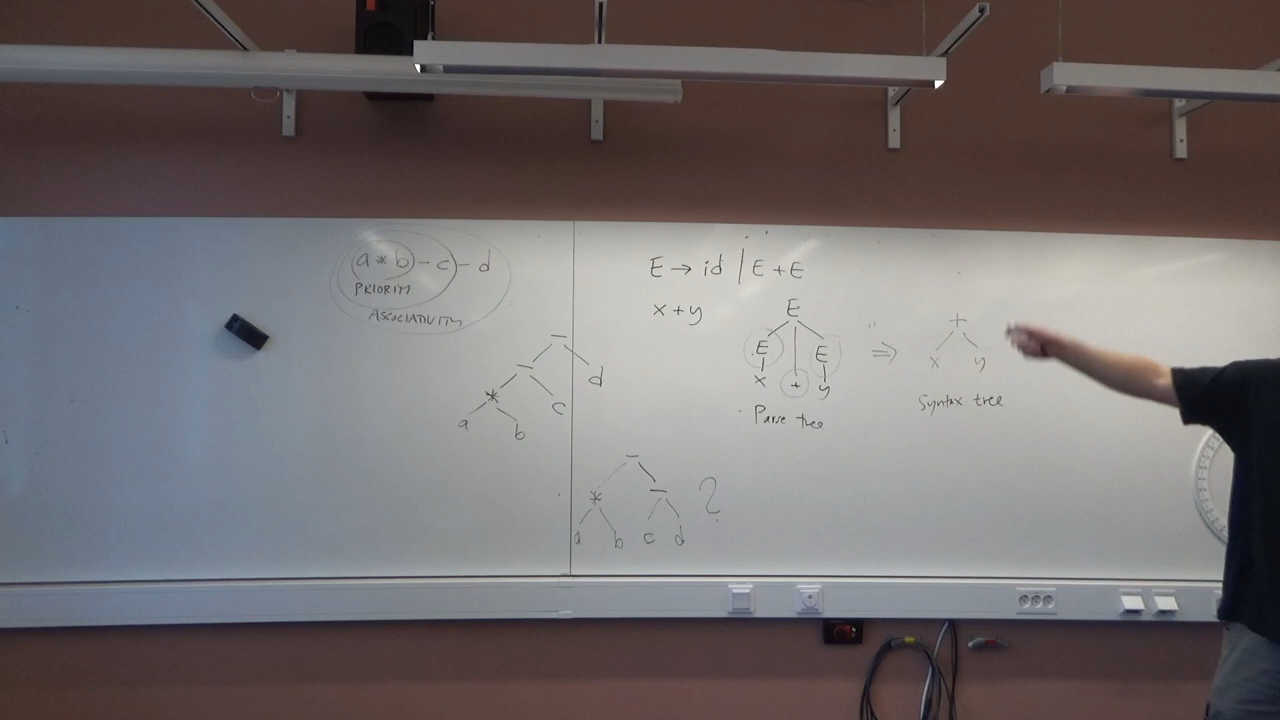 a * b - c - d
PRIORITY
ASSOCIATIVITY
-
- d
* c
a b
-
* - ?
a b c d
E → id | E + E
x + y
E
E E
x + y
Parse tree
⇒
+
x y
Syntax tree